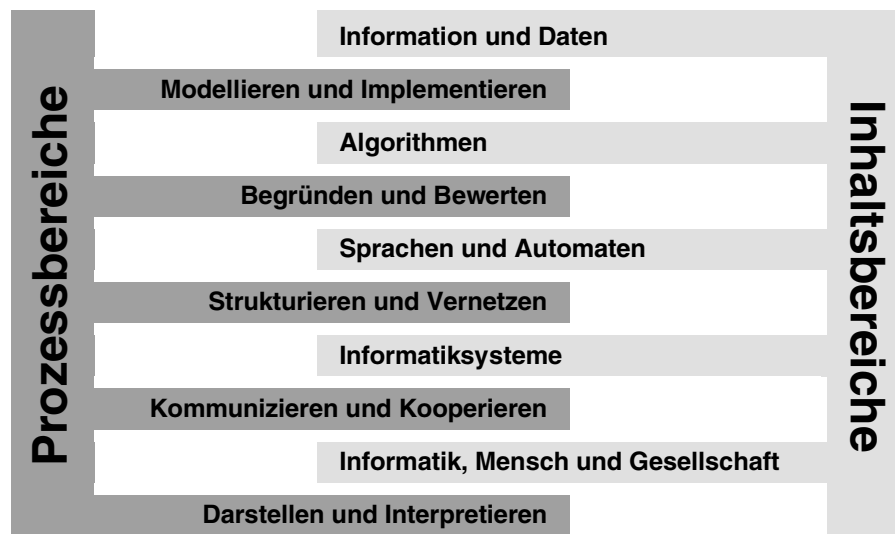 Prozessbereiche
Information und Daten
Modellieren und Implementieren
Algorithmen
Begründen und Bewerten
Sprachen und Automaten
Strukturieren und Vernetzen
Informatiksysteme
Kommunizieren und Kooperieren
Informatik, Mensch und Gesellschaft
Darstellen und Interpretieren
Inhaltsbereiche